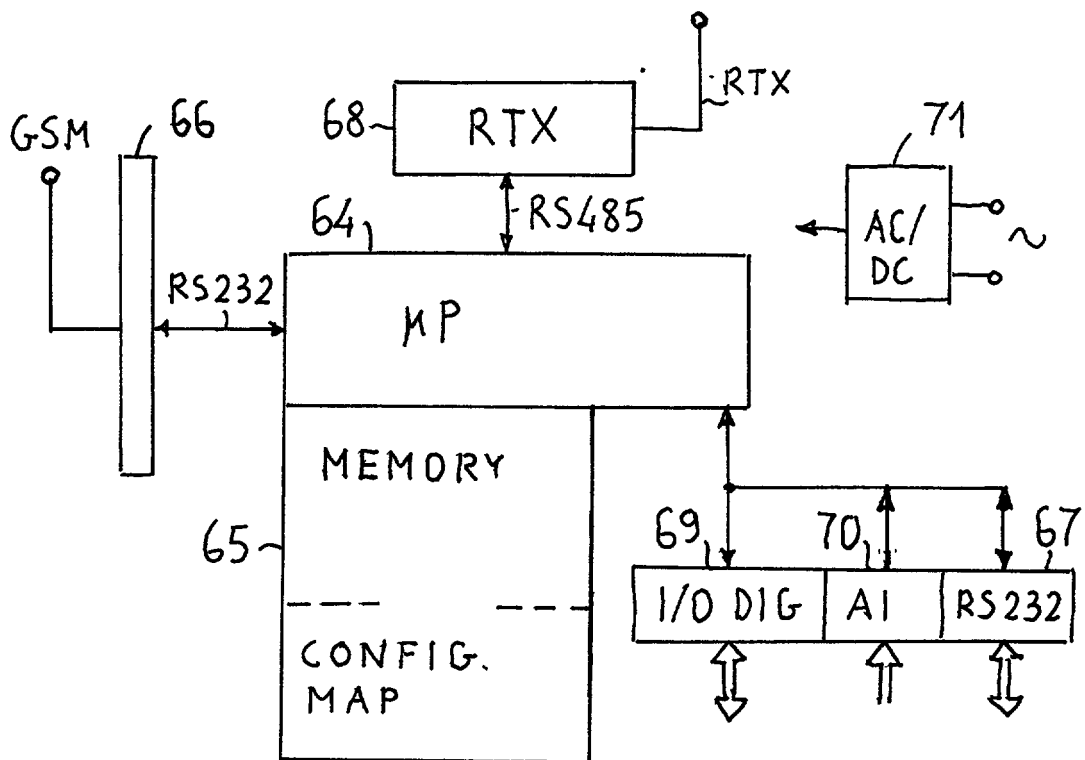 GSM
66
68
RTX
RTX
71
AC/
DC
~
64
RS485
RS232
μP
MEMORY
65
CONFIG.
MAP
69
70
67
I/O DIG
AI
RS232